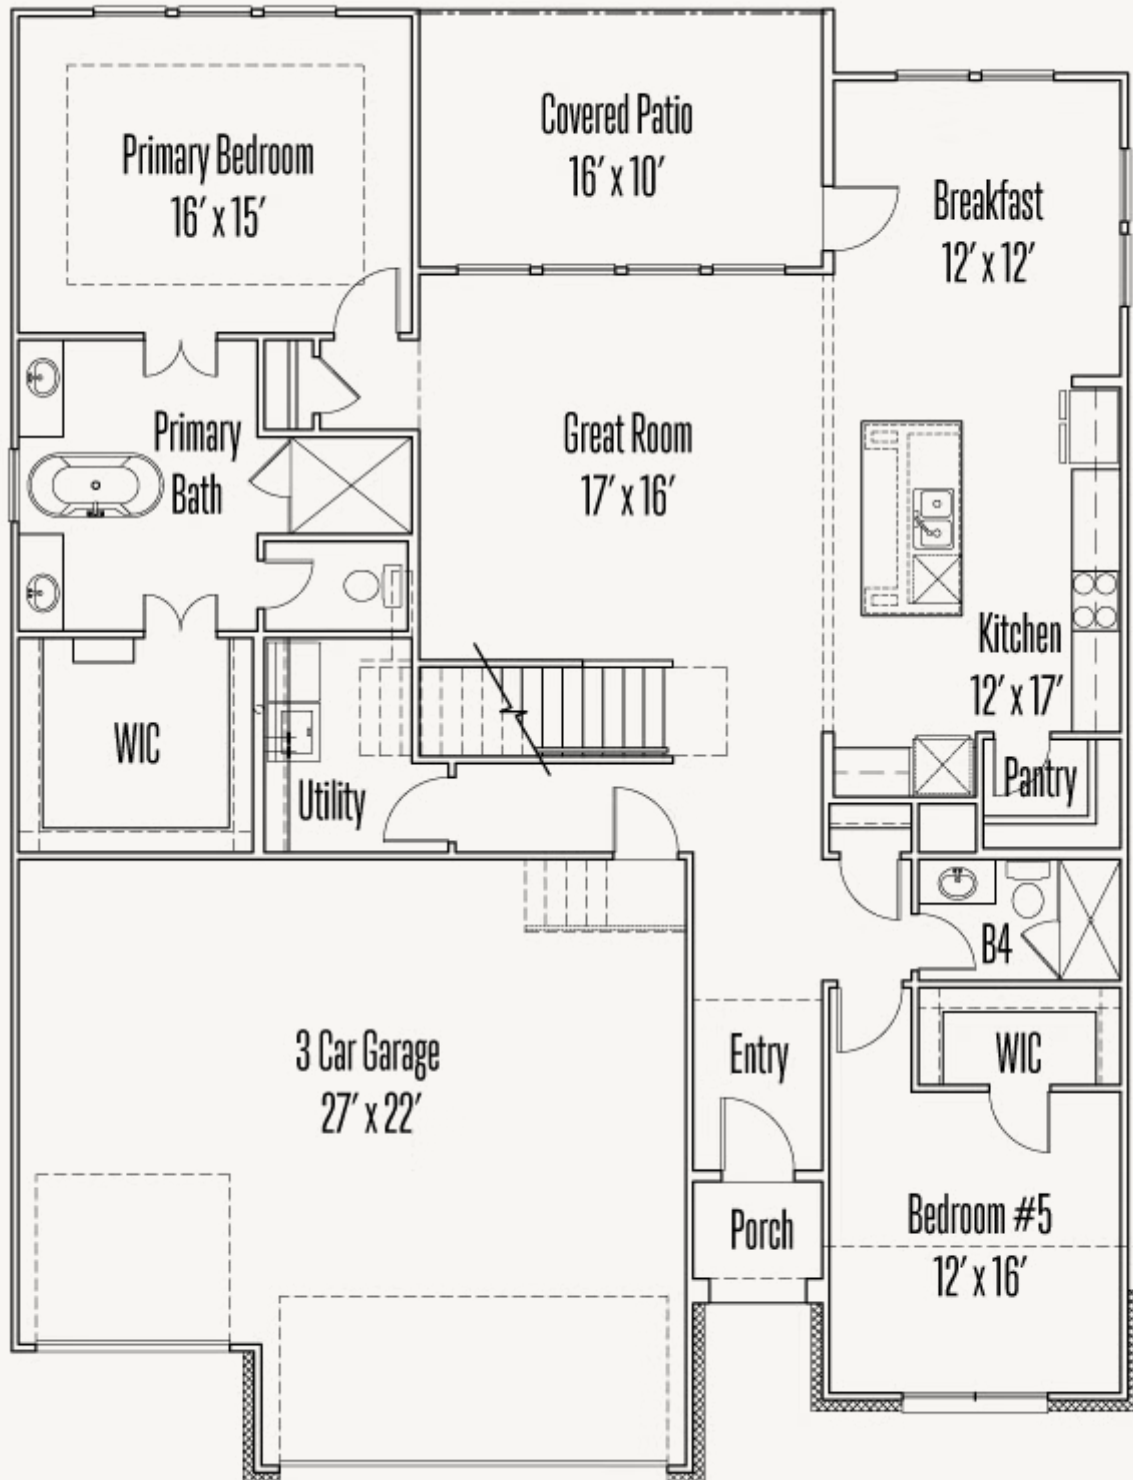 Primary Bedroom
16′ x 15′
Covered Patio
16′ x 10′
Breakfast
12′ x 12′
Primary
Bath
Great Room
17′ x 16′
Kitchen
12′ x 17′
WIC
Utility
Pantry
B4
3 Car Garage
27′ x 22′
Entry
WIC
Porch
Bedroom #5
12′ x 16′